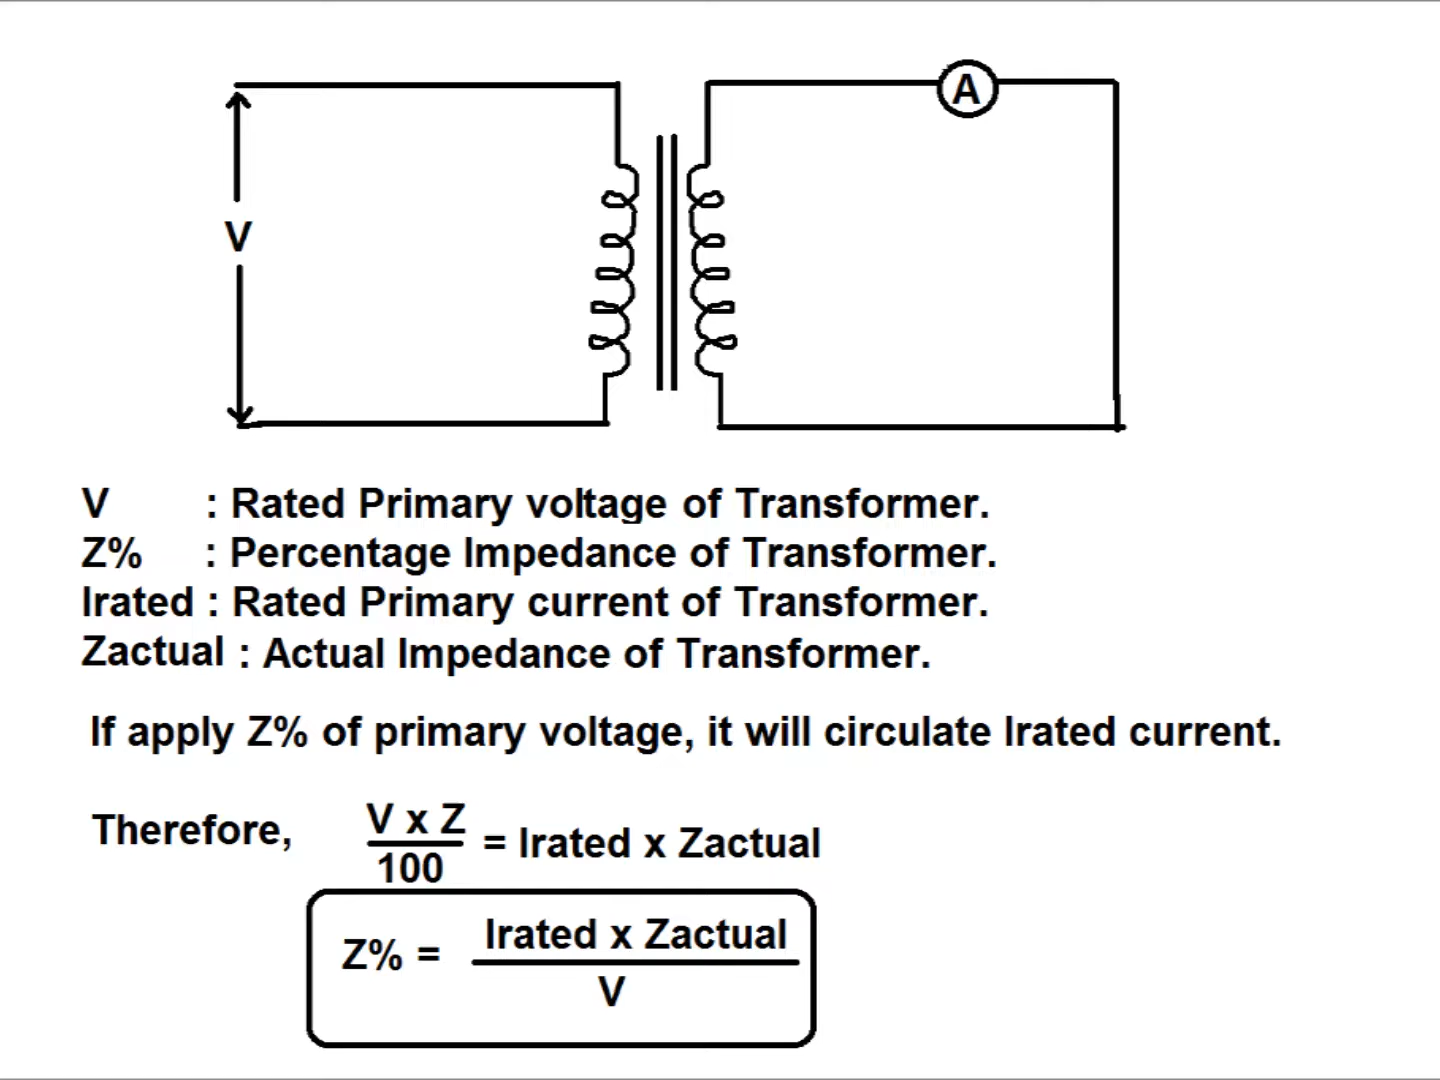 A
V
V : Rated Primary voltage of Transformer.
Z% : Percentage Impedance of Transformer.
Irated : Rated Primary current of Transformer.
Zactual : Actual Impedance of Transformer.
If apply Z% of primary voltage, it will circulate Irated current.
Therefore, V x Z
100
= Irated x Zactual
Z% = Irated x Zactual
V